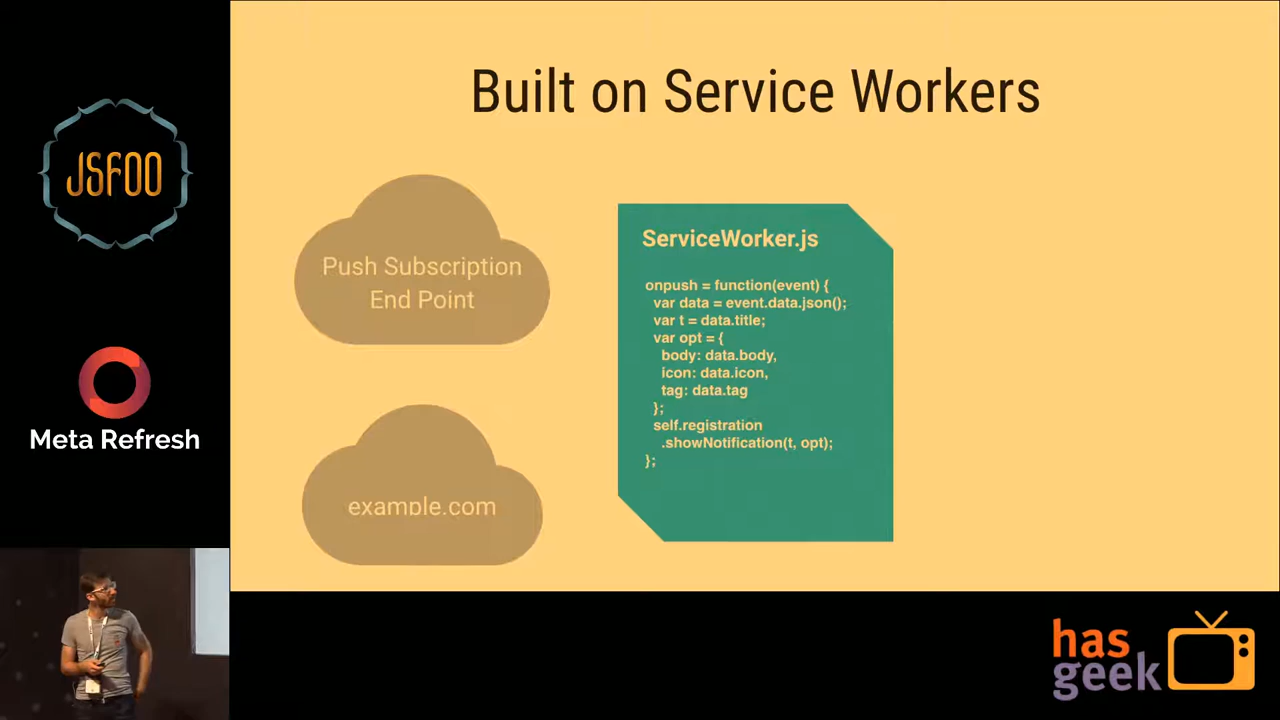 Built on Service Workers
JSFOO
Push Subscription
End Point
ServiceWorker.js
onpush = function(event) {
var data = event.data.json();
var t = data.title;
var opt = {
body: data.body,
icon: data.icon,
tag: data.tag
};
self.registration
.showNotification(t, opt);
};
Meta Refresh
example.com
has
geek